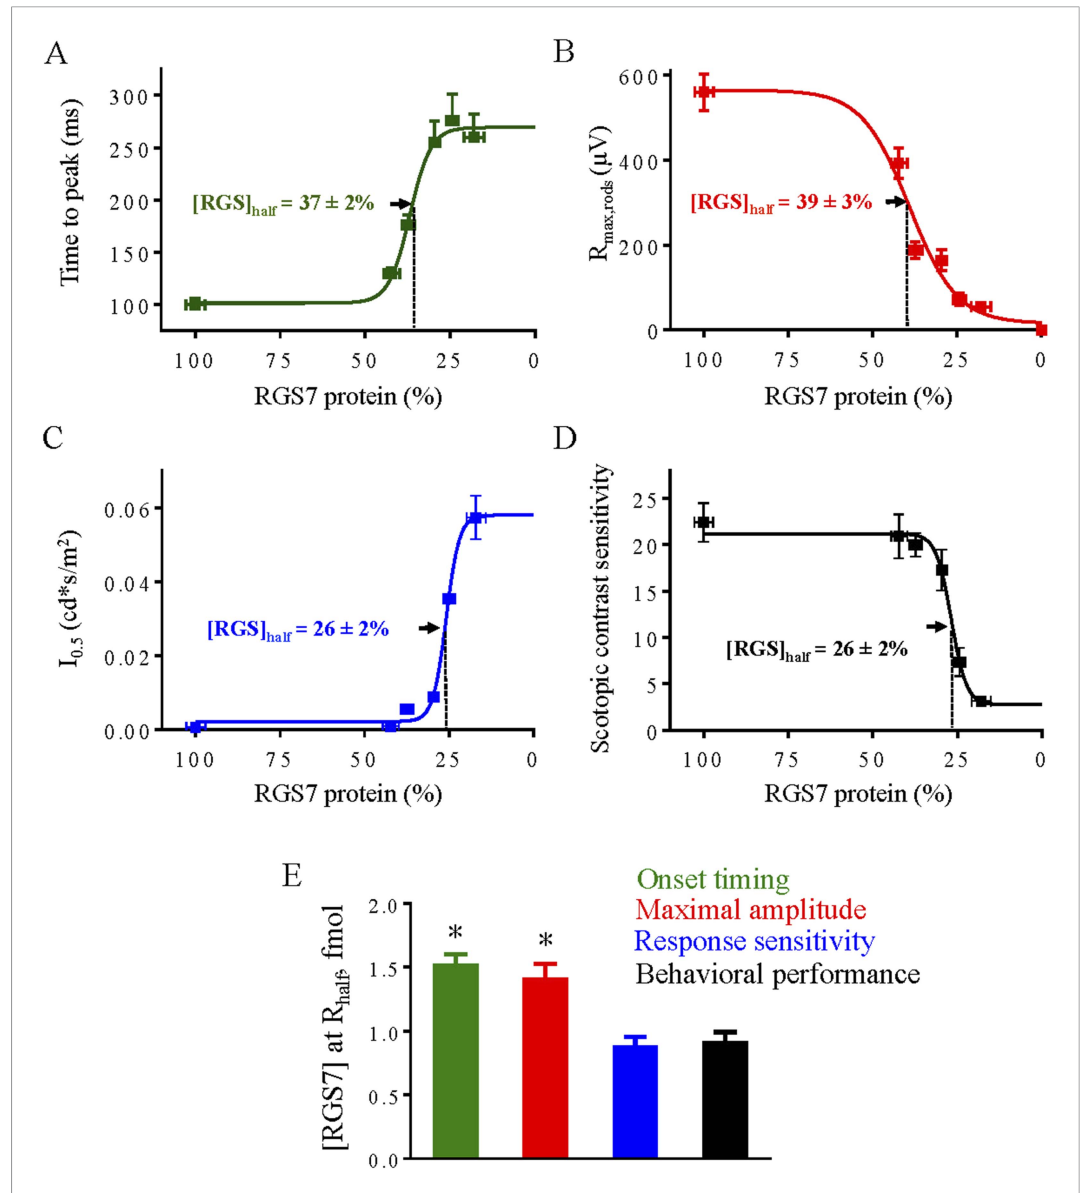 A
Time to peak (ms)
300
250
200
150
100
[RGS]half = 37 ± 2%
100 75 50 25 0
RGS7 protein (%)
B
Rmax,rods (μV)
600
400
200
0
[RGS]half = 39 ± 3%
100 75 50 25 0
RGS7 protein (%)
C
I0.5 (cd*s/m2)
0.06
0.04
0.02
0.00
[RGS]half = 26 ± 2%
100 75 50 25 0
RGS7 protein (%)
D
Scotopic contrast sensitivity
25
20
15
10
5
0
[RGS]half = 26 ± 2%
100 75 50 25 0
RGS7 protein (%)
E
[RGS7] at Rhalf, fmol
2.0
1.5
1.0
0.5
0.0
* *
Onset timing
Maximal amplitude
Response sensitivity
Behavioral performance